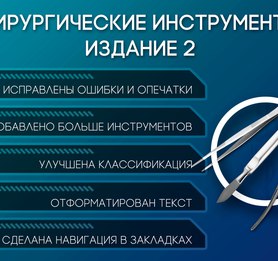 ИРУРГИЧЕСКИЕ ИНСТРУМЕНТ
ИЗДАНИЕ 2
ИСПРАВЛЕНЫ ОШИБКИ И ОПЕЧАТКИ
ОБАВЛЕНО БОЛЬШЕ ИНСТРУМЕНТОВ
УЛУЧШЕНА КЛАССИФИКАЦИЯ
ОТФОРМАТИРОВАН ТЕКСТ
СДЕЛАНА НАВИГАЦИЯ В ЗАКЛАДКАХ